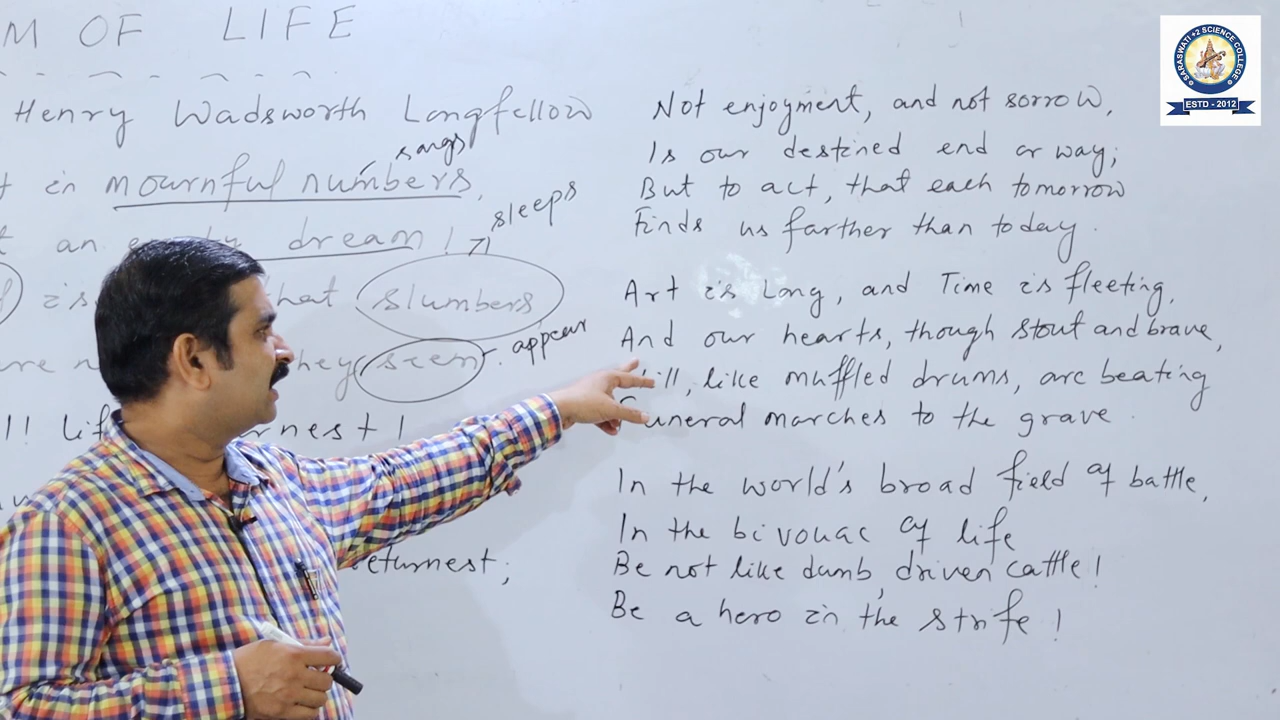 M OF LIFE
Henry Wadsworth Longfellow
songs
in mournful numbers,
sleeps
an dream!
is that slumbers
appear
they seem.
nest!
returnest;
Not enjoyment, and not sorrow,
Is our destined end or way;
But to act, that each tomorrow
Finds us farther than today.
Art is Long, and Time is fleeting,
And our hearts, though stout and brave,
like muffled drums, are beating
Funeral marches to the grave.
In the world's broad field of battle,
In the bivouac of life
Be not like dumb, driven cattle!
Be a hero in the strife!
SARASWATI +2 SCIENCE COLLEGE
ESTD - 2012